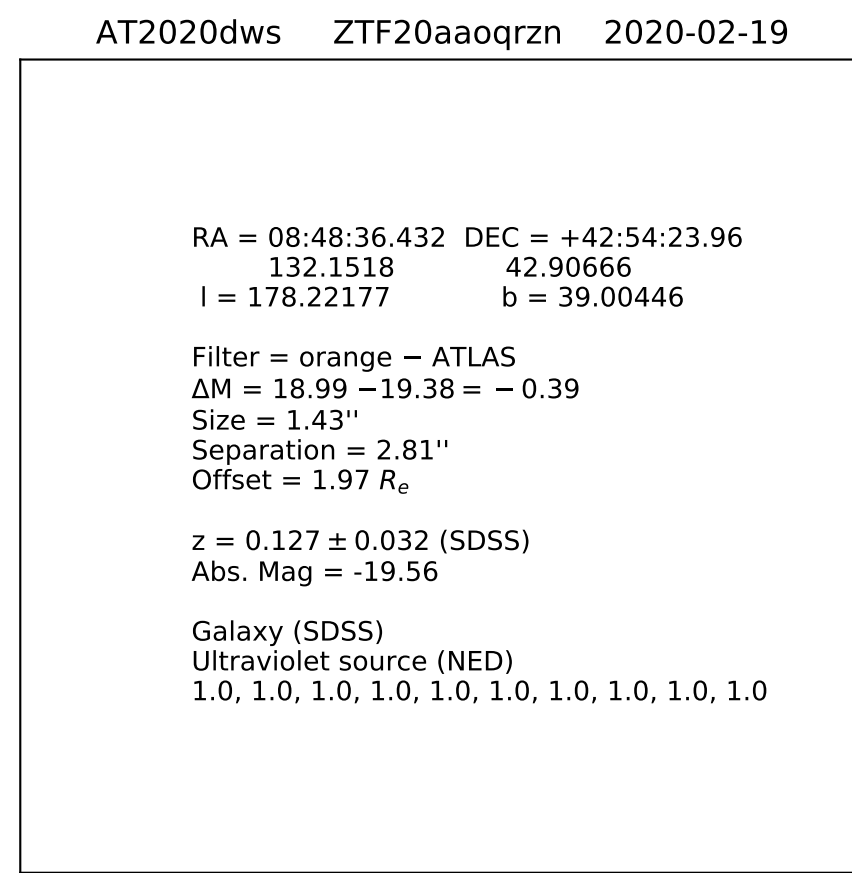 AT2020dws ZTF20aaoqrzn 2020-02-19
RA = 08:48:36.432 DEC = +42:54:23.96
132.1518 42.90666
l = 178.22177 b = 39.00446
Filter = orange − ATLAS
ΔM = 18.99 −19.38 = − 0.39
Size = 1.43''
Separation = 2.81''
Offset = 1.97 Rₑ
z = 0.127 ± 0.032 (SDSS)
Abs. Mag = -19.56
Galaxy (SDSS)
Ultraviolet source (NED)
1.0, 1.0, 1.0, 1.0, 1.0, 1.0, 1.0, 1.0, 1.0, 1.0